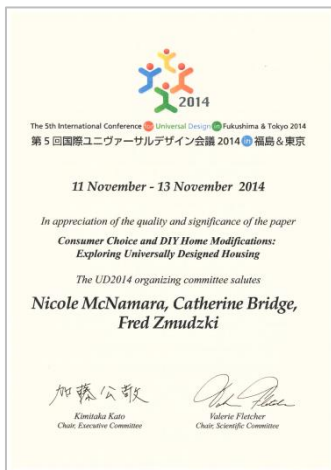 2014
The 5th International Conference for Universal Design in Fukushima & Tokyo 2014
第5回国際ユニヴァーサルデザイン会議 2014 in 福島&東京
11 November - 13 November 2014
In appreciation of the quality and significance of the paper
Consumer Choice and DIY Home Modifications:
Exploring Universally Designed Housing
The UD2014 organizing committee salutes
Nicole McNamara, Catherine Bridge,
Fred Zmudzki
加藤公敬
Kimitaka Kato
Chair, Executive Committee
Valerie Fletcher
Chair, Scientific Committee